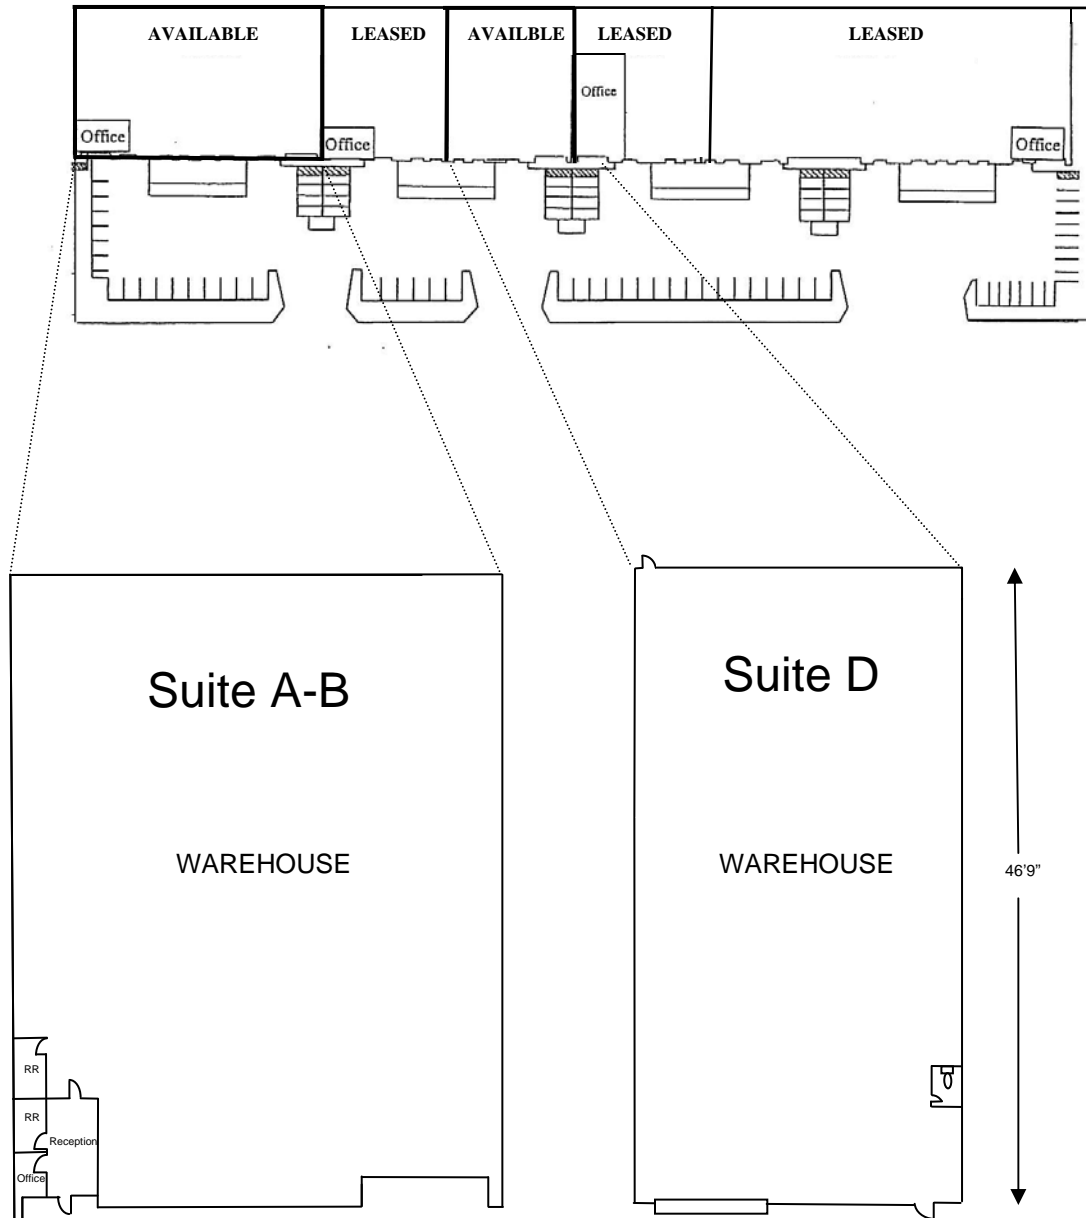 AVAILABLE LEASED AVAILBLE LEASED LEASED
Office
Office
Office
Office
Suite A-B
Suite D
WAREHOUSE
WAREHOUSE
46'9”
RR
RR
Reception
Office